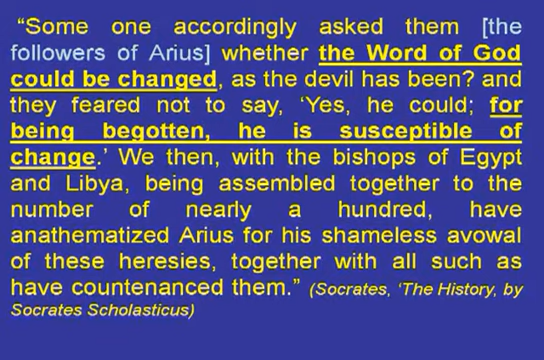 “Some one accordingly asked them [the
followers of Arius] whether the Word of God
could be changed, as the devil has been? and
they feared not to say, ‘Yes, he could; for
being begotten, he is susceptible of
change.’ We then, with the bishops of Egypt
and Libya, being assembled together to the
number of nearly a hundred, have
anathematized Arius for his shameless avowal
of these heresies, together with all such as
have countenanced them.” (Socrates, ‘The History, by
Socrates Scholasticus)